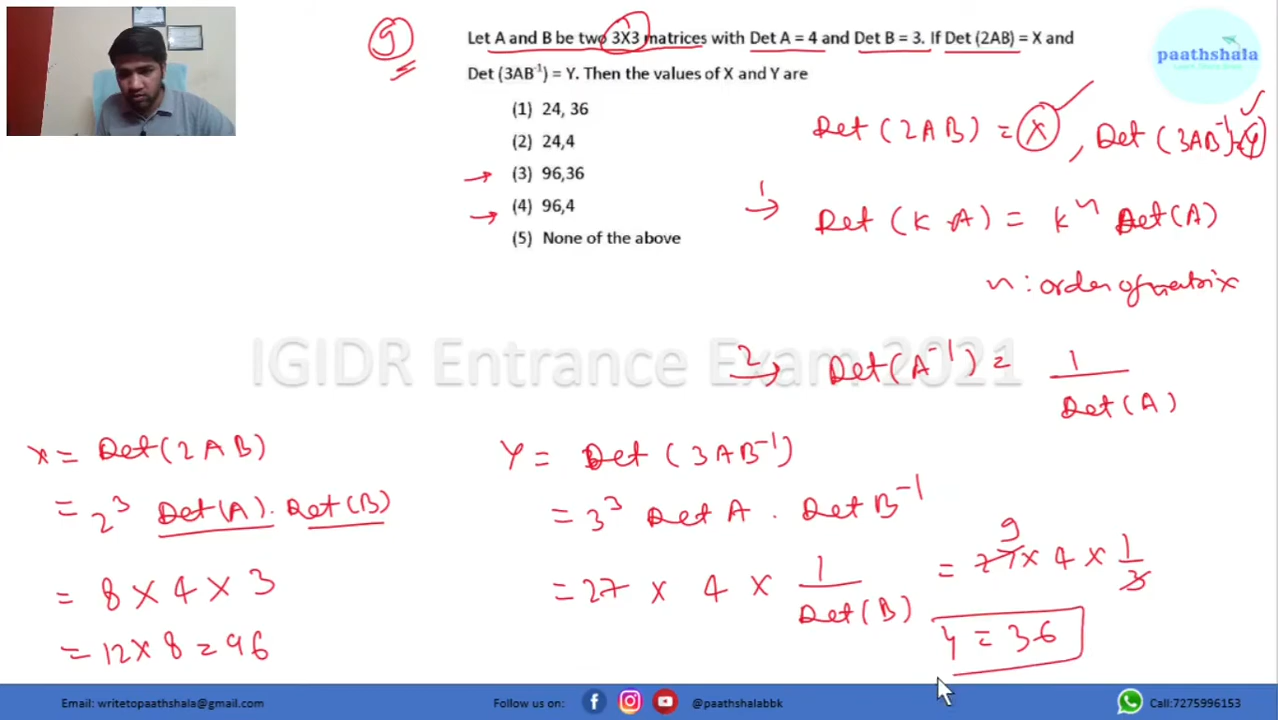 9
Let A and B be two 3X3 matrices with Det A = 4 and Det B = 3. If Det (2AB) = X and
Det (3AB⁻¹) = Y. Then the values of X and Y are
(1) 24, 36
(2) 24,4
(3) 96,36
(4) 96,4
(5) None of the above
paathshala
Det (2AB) = X , Det (3AB⁻¹) = Y
1 → Det (K A) = Kⁿ Det(A)
n : order of matrix
IGIDR Entrance Exam 2021
2 → Det(A⁻¹) = 1 / Det(A)
X = Det(2AB)
= 2³ Det(A). Det(B)
= 8 X 4 X 3
= 12 X 8 = 96
Y = Det (3AB⁻¹)
= 3³ Det A . Det B⁻¹
= 27 x 4 x 1 / Det(B)
= 27 x 4 x 1/3
9
Y = 36
Email: writetopaathshala@gmail.com
Follow us on:
@paathshalabbk
Call:7275996153